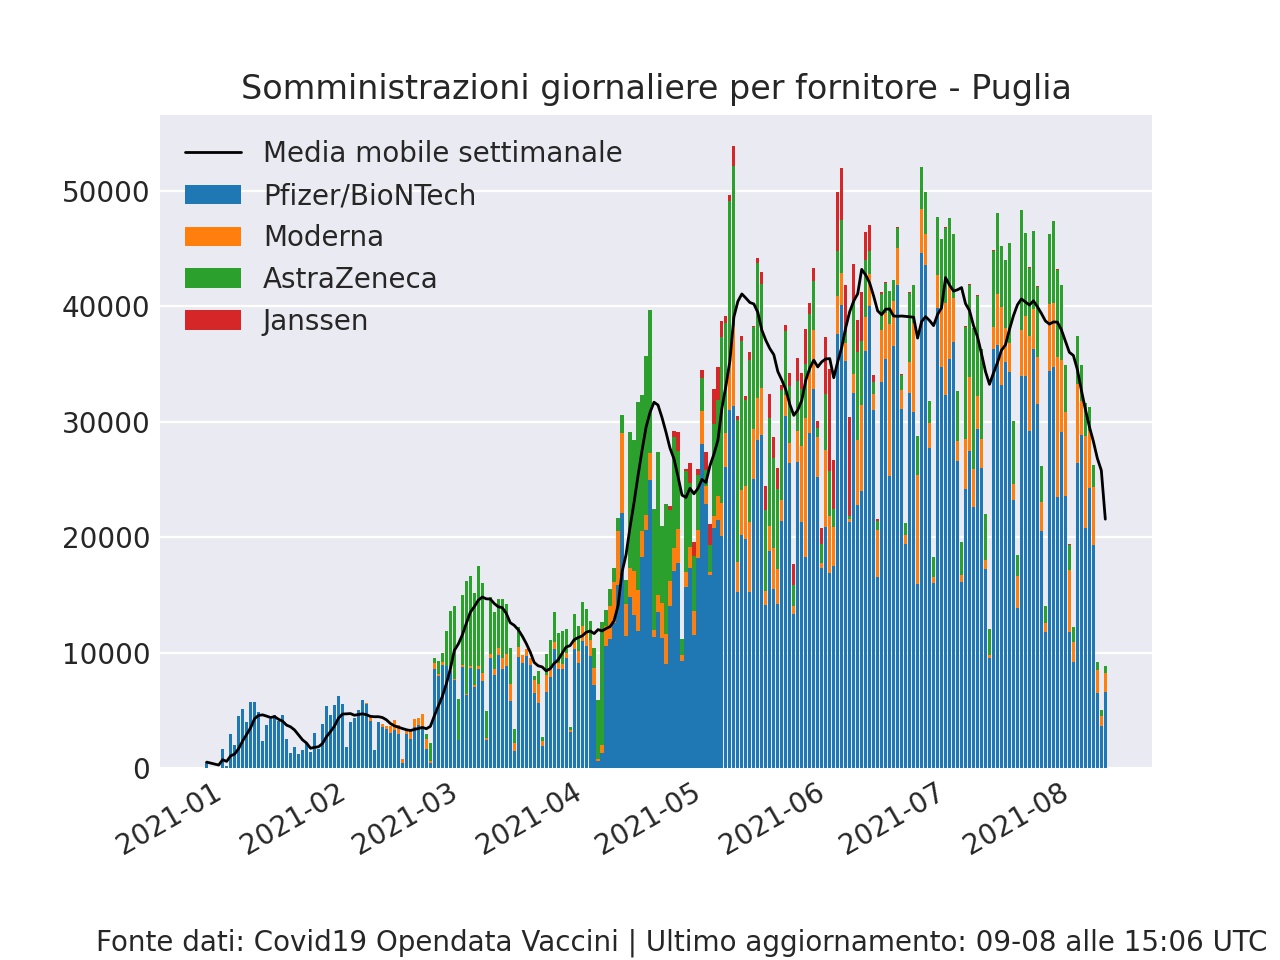 Somministrazioni giornaliere per fornitore - Puglia
Media mobile settimanale
Pfizer/BioNTech
Moderna
AstraZeneca
Janssen
50000
40000
30000
20000
10000
0
2021-01
2021-02
2021-03
2021-04
2021-05
2021-06
2021-07
2021-08
Fonte dati: Covid19 Opendata Vaccini | Ultimo aggiornamento: 09-08 alle 15:06 UTC